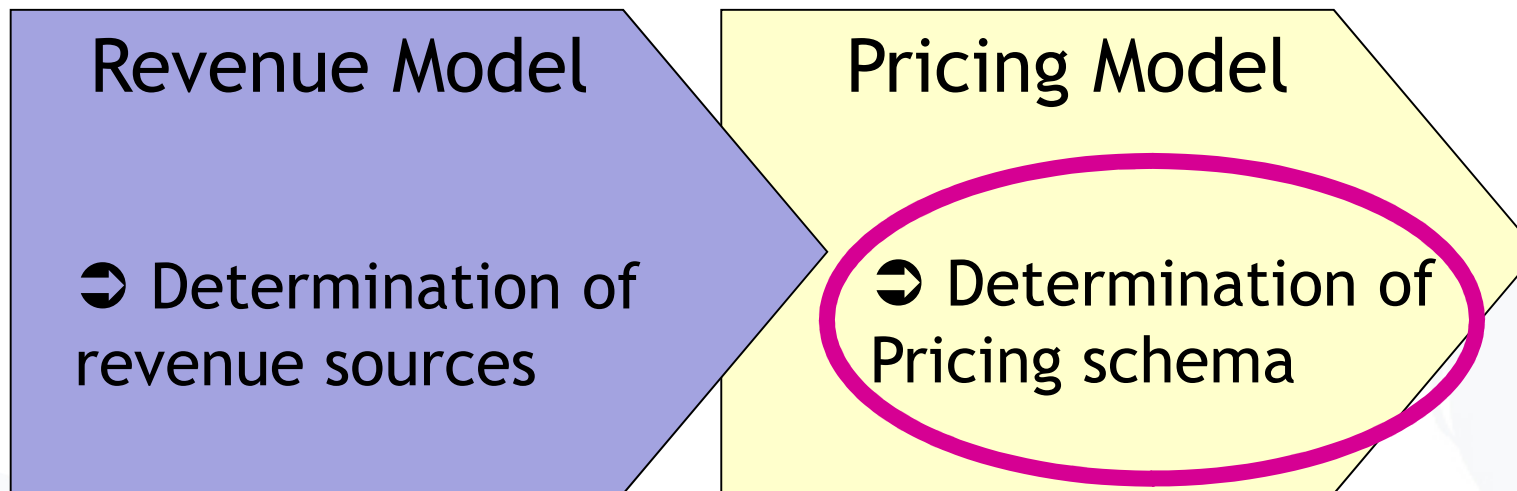 Revenue Model
➲ Determination of
revenue sources
Pricing Model
➲ Determination of
Pricing schema